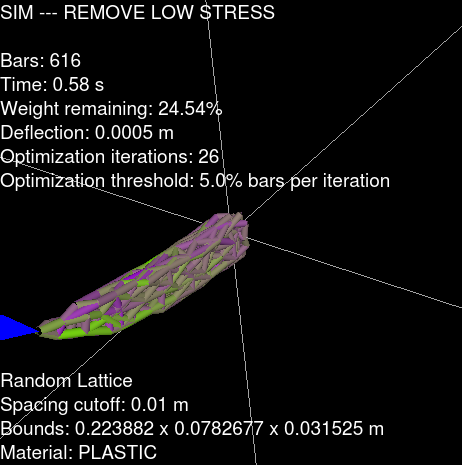 SIM --- REMOVE LOW STRESS
Bars: 616
Time: 0.58 s
Weight remaining: 24.54%
Deflection: 0.0005 m
Optimization iterations: 26
Optimization threshold: 5.0% bars per iteration
Random Lattice
Spacing cutoff: 0.01 m
Bounds: 0.223882 x 0.0782677 x 0.031525 m
Material: PLASTIC